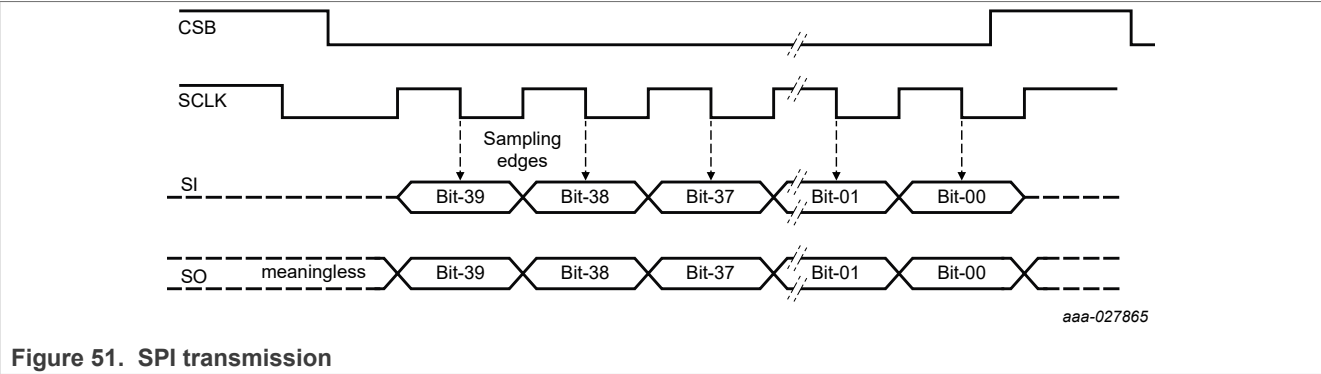 CSB
SCLK
Sampling
edges
SI
Bit-39 Bit-38 Bit-37 Bit-01 Bit-00
SO meaningless Bit-39 Bit-38 Bit-37 Bit-01 Bit-00
aaa-027865
Figure 51. SPI transmission